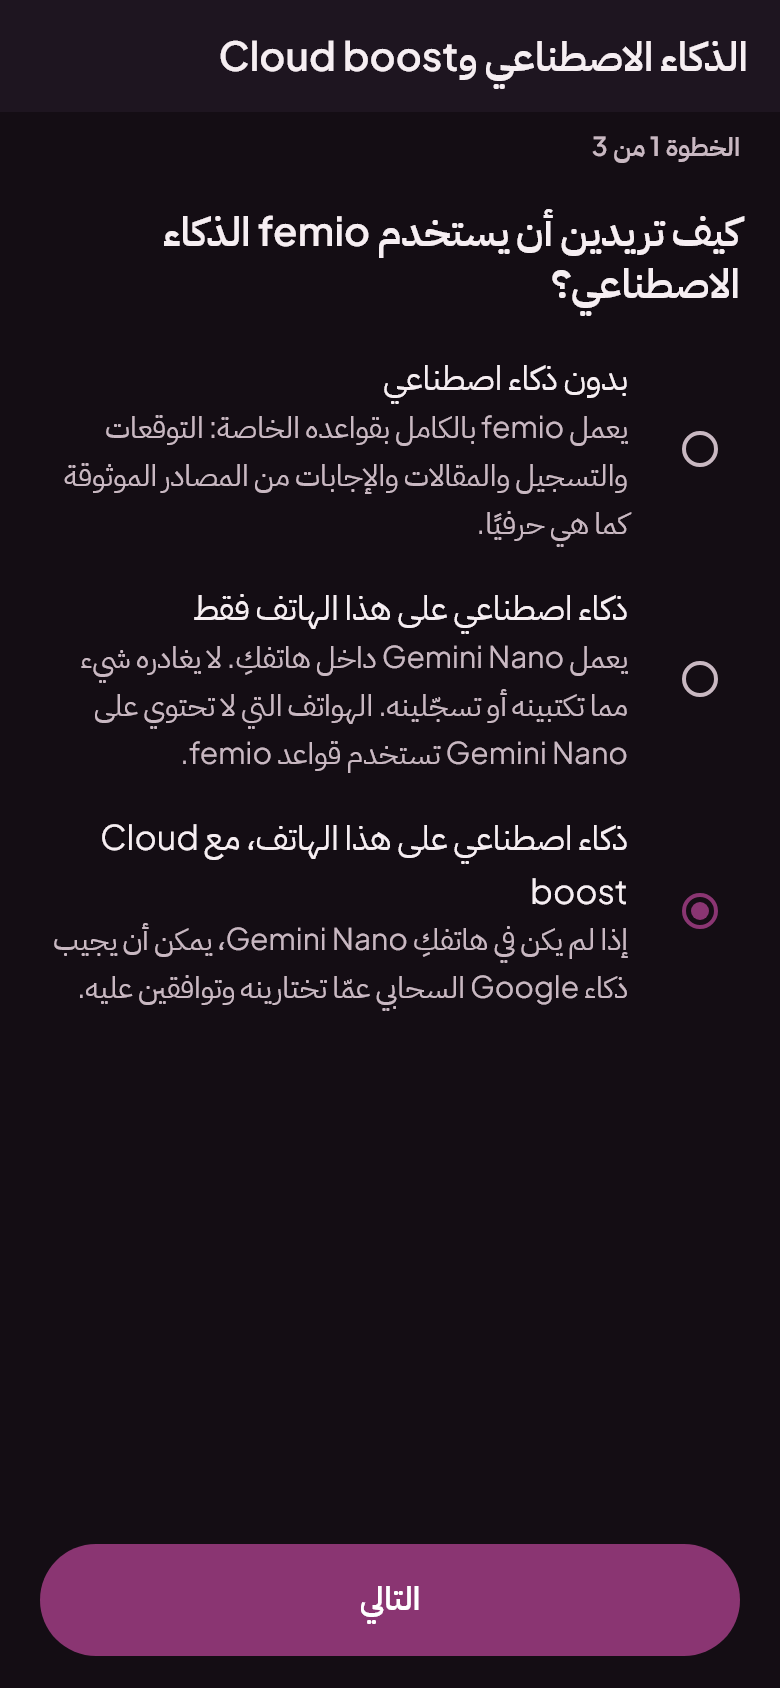 الذكاء الاصطناعي وCloud boost
الخطوة 1 من 3
كيف تريدين أن يستخدم femio الذكاء
الاصطناعي؟
بدون ذكاء اصطناعي
يعمل femio بالكامل بقواعده الخاصة: التوقعات
والتسجيل والمقالات والإجابات من المصادر الموثوقة
كما هي حرفيًا.
ذكاء اصطناعي على هذا الهاتف فقط
يعمل Gemini Nano داخل هاتفكِ. لا يغادره شيء
مما تكتبينه أو تسجّلينه. الهواتف التي لا تحتوي على
Gemini Nano تستخدم قواعد femio.
ذكاء اصطناعي على هذا الهاتف، مع Cloud
boost
إذا لم يكن في هاتفكِ Gemini Nano، يمكن أن يجيب
ذكاء Google السحابي عمّا تختارينه وتوافقين عليه.
التالي